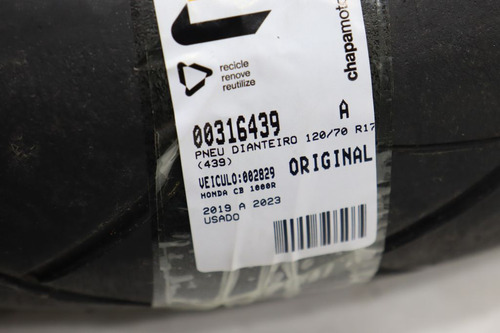 recicle
renove
reutilize
chapamoto
A
00316439
PNEU DIANTEIRO 120/70 R17
(439)
ORIGINAL
VEICULO:002829
HONDA CB 1000R
2019 A 2023
USADO